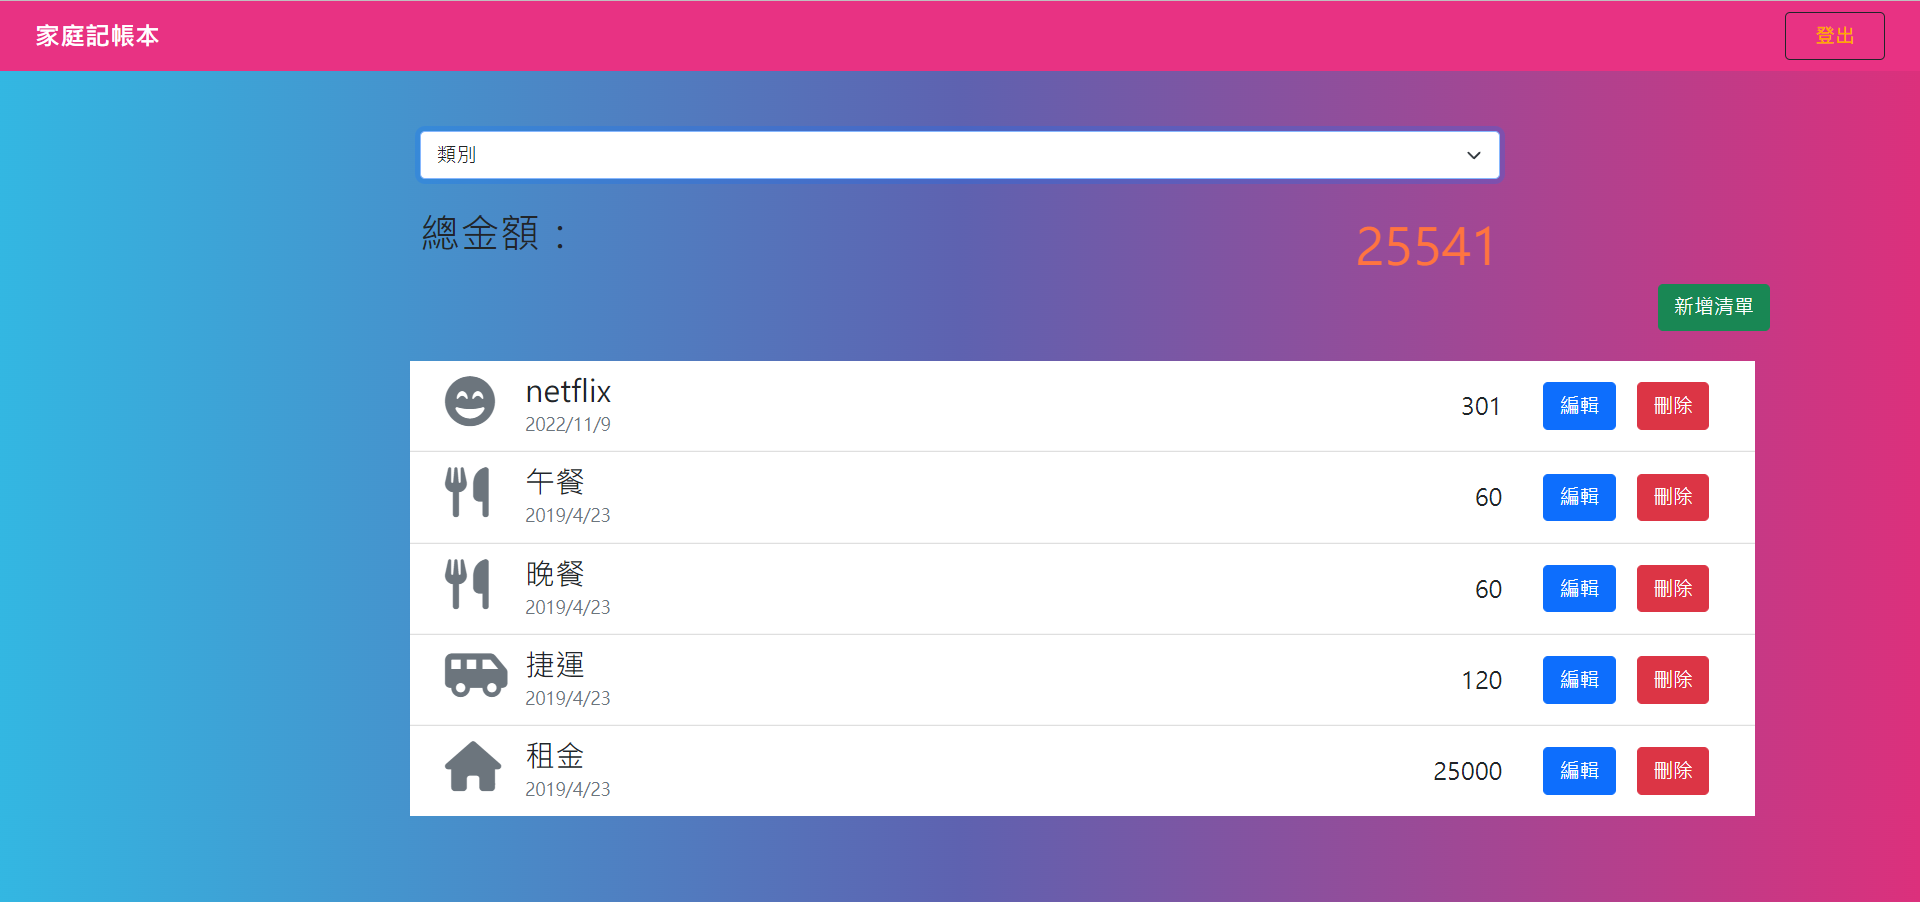 家庭記帳本 登出
類別
總金額：
25541
新增清單
netflix
2022/11/9
301 編輯 刪除
午餐
2019/4/23
60 編輯 刪除
晚餐
2019/4/23
60 編輯 刪除
捷運
2019/4/23
120 編輯 刪除
租金
2019/4/23
25000 編輯 刪除